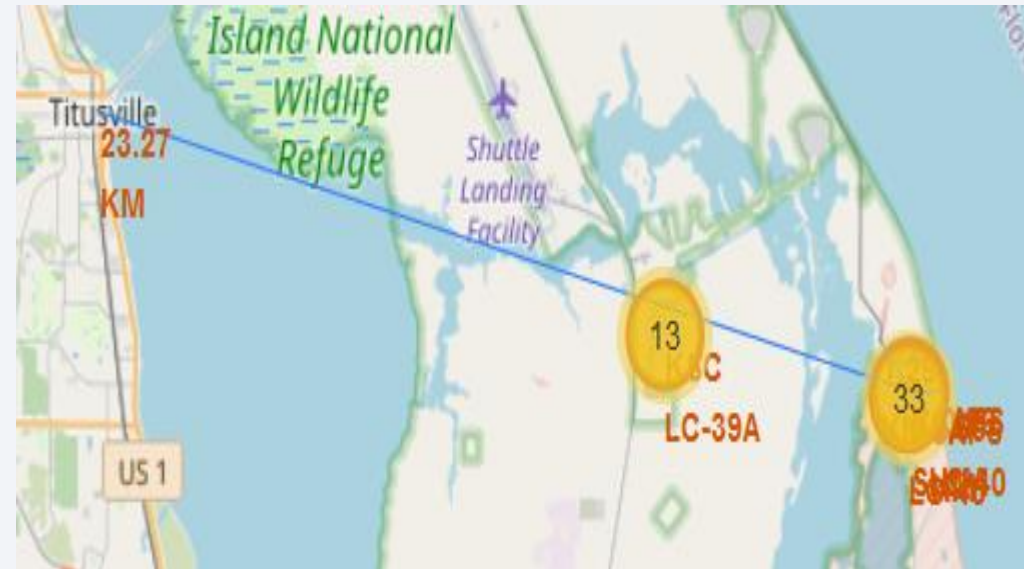 Island National
Wildlife
Refuge
Titusville
23.27
KM
Shuttle
Landing
Facility
13
LC-39A
33
US 1